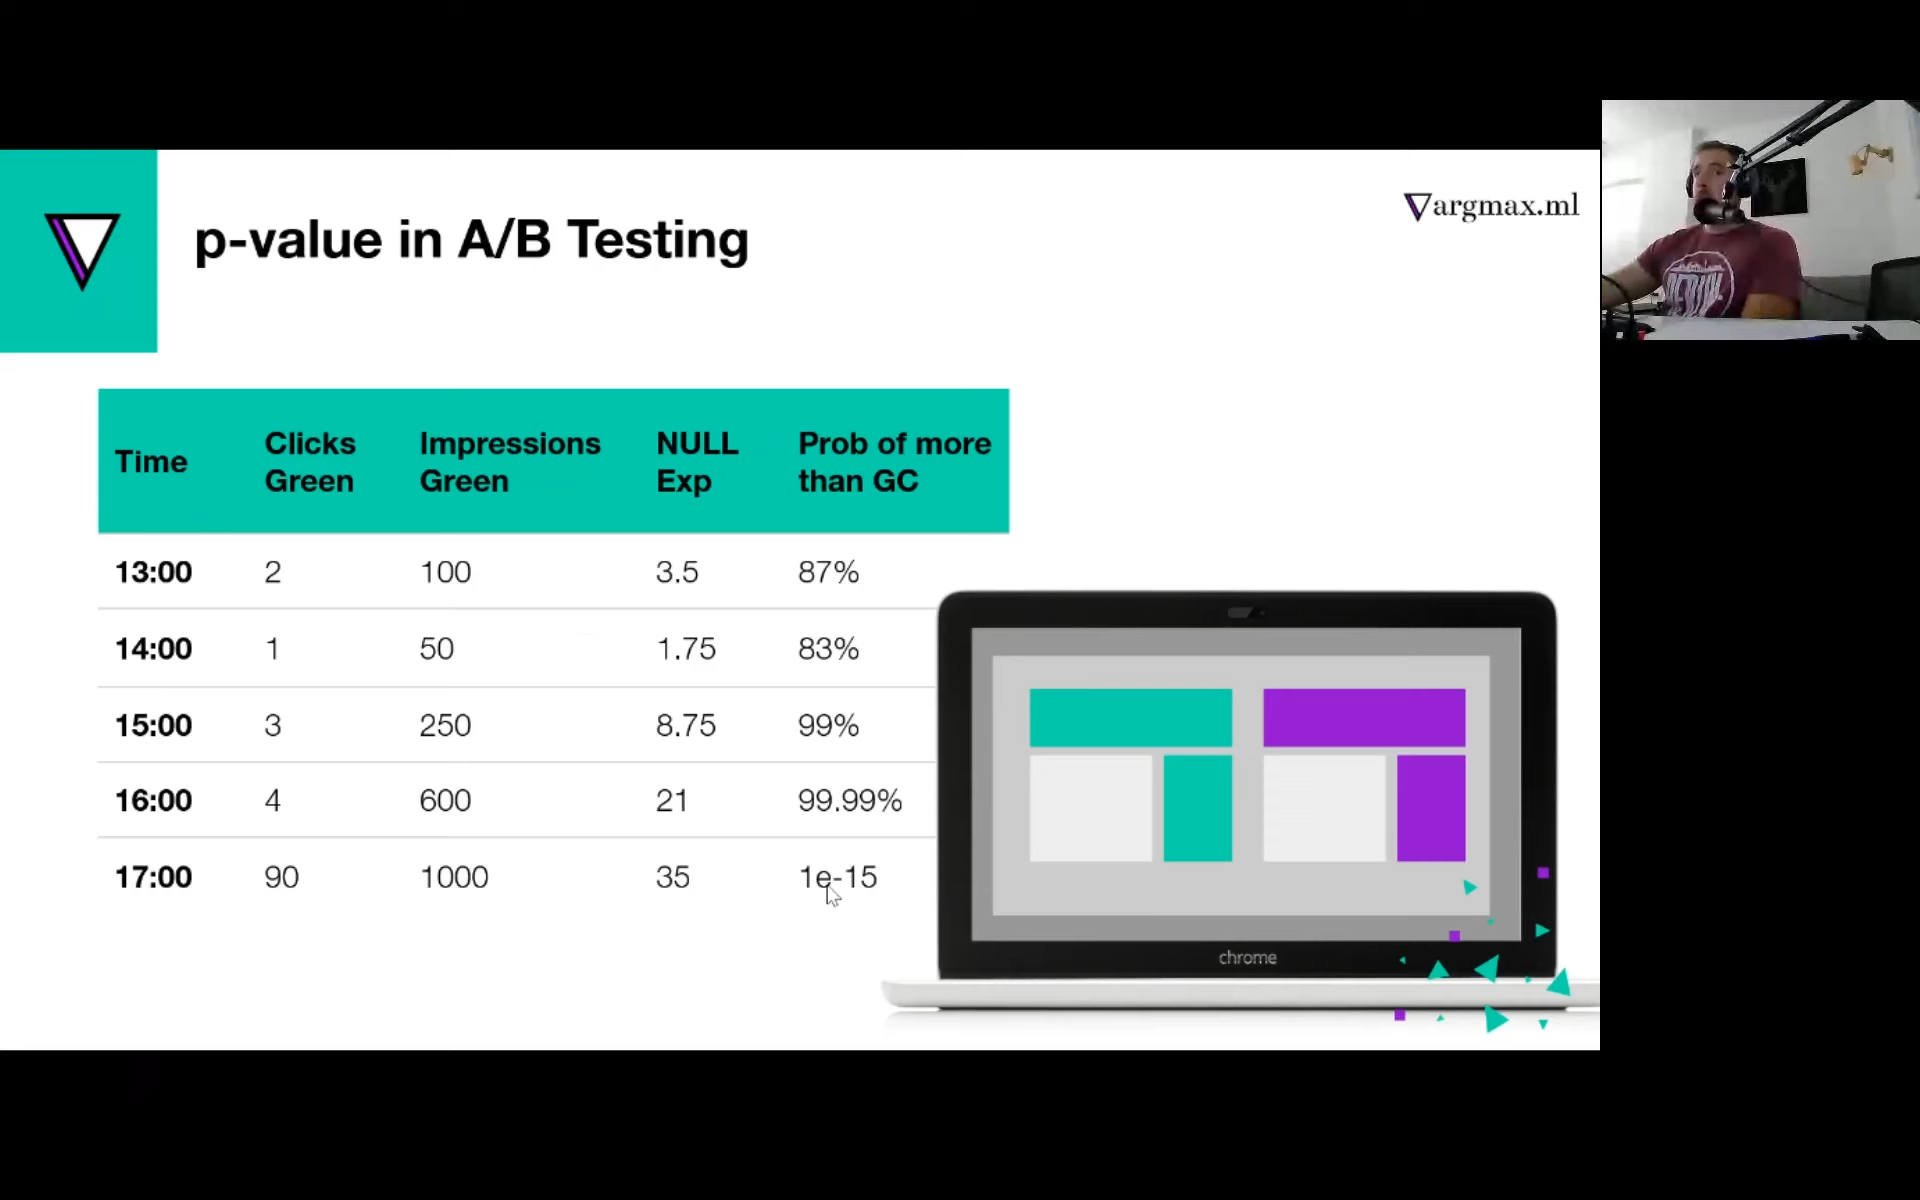 p-value in A/B Testing
argmax.ml
Time Clicks Green Impressions Green NULL Exp Prob of more than GC
13:00 2 100 3.5 87%
14:00 1 50 1.75 83%
15:00 3 250 8.75 99%
16:00 4 600 21 99.99%
17:00 90 1000 35 1e-15
chrome